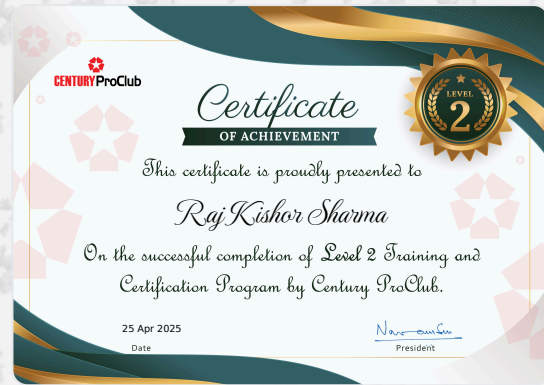 CENTURY ProClub
Certificate
OF ACHIEVEMENT
LEVEL
2
This certificate is proudly presented to
Raj Kishor Sharma
On the successful completion of Level 2 Training and
Certification Program by Century ProClub.
25 Apr 2025
Date
President